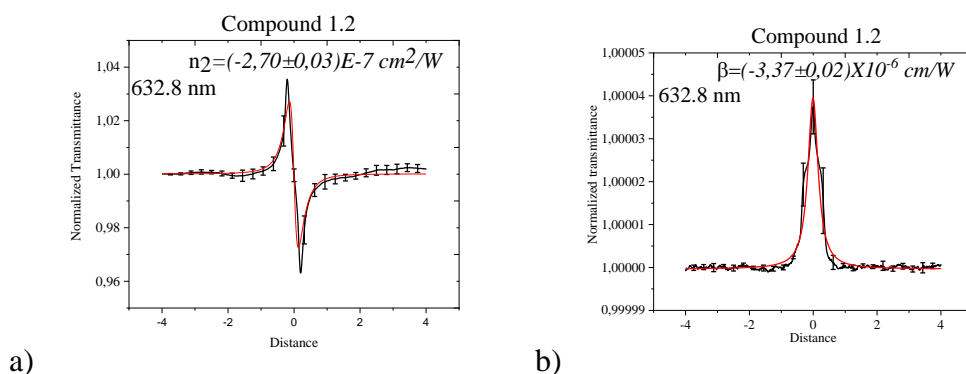 Compound 1.2
n2=(-2,70±0,03)E-7 cm2/W
632.8 nm
Normalized Transmittance
1,04
1,02
1,00
0,98
0,96
-4 -2 0 2 4
Distance
a)
Compound 1.2
β=(-3,37±0,02)X10-6 cm/W
632.8 nm
Normalized transmittance
1,00005
1,00004
1,00003
1,00002
1,00001
1,00000
0,99999
-4 -2 0 2 4
Distance
b)